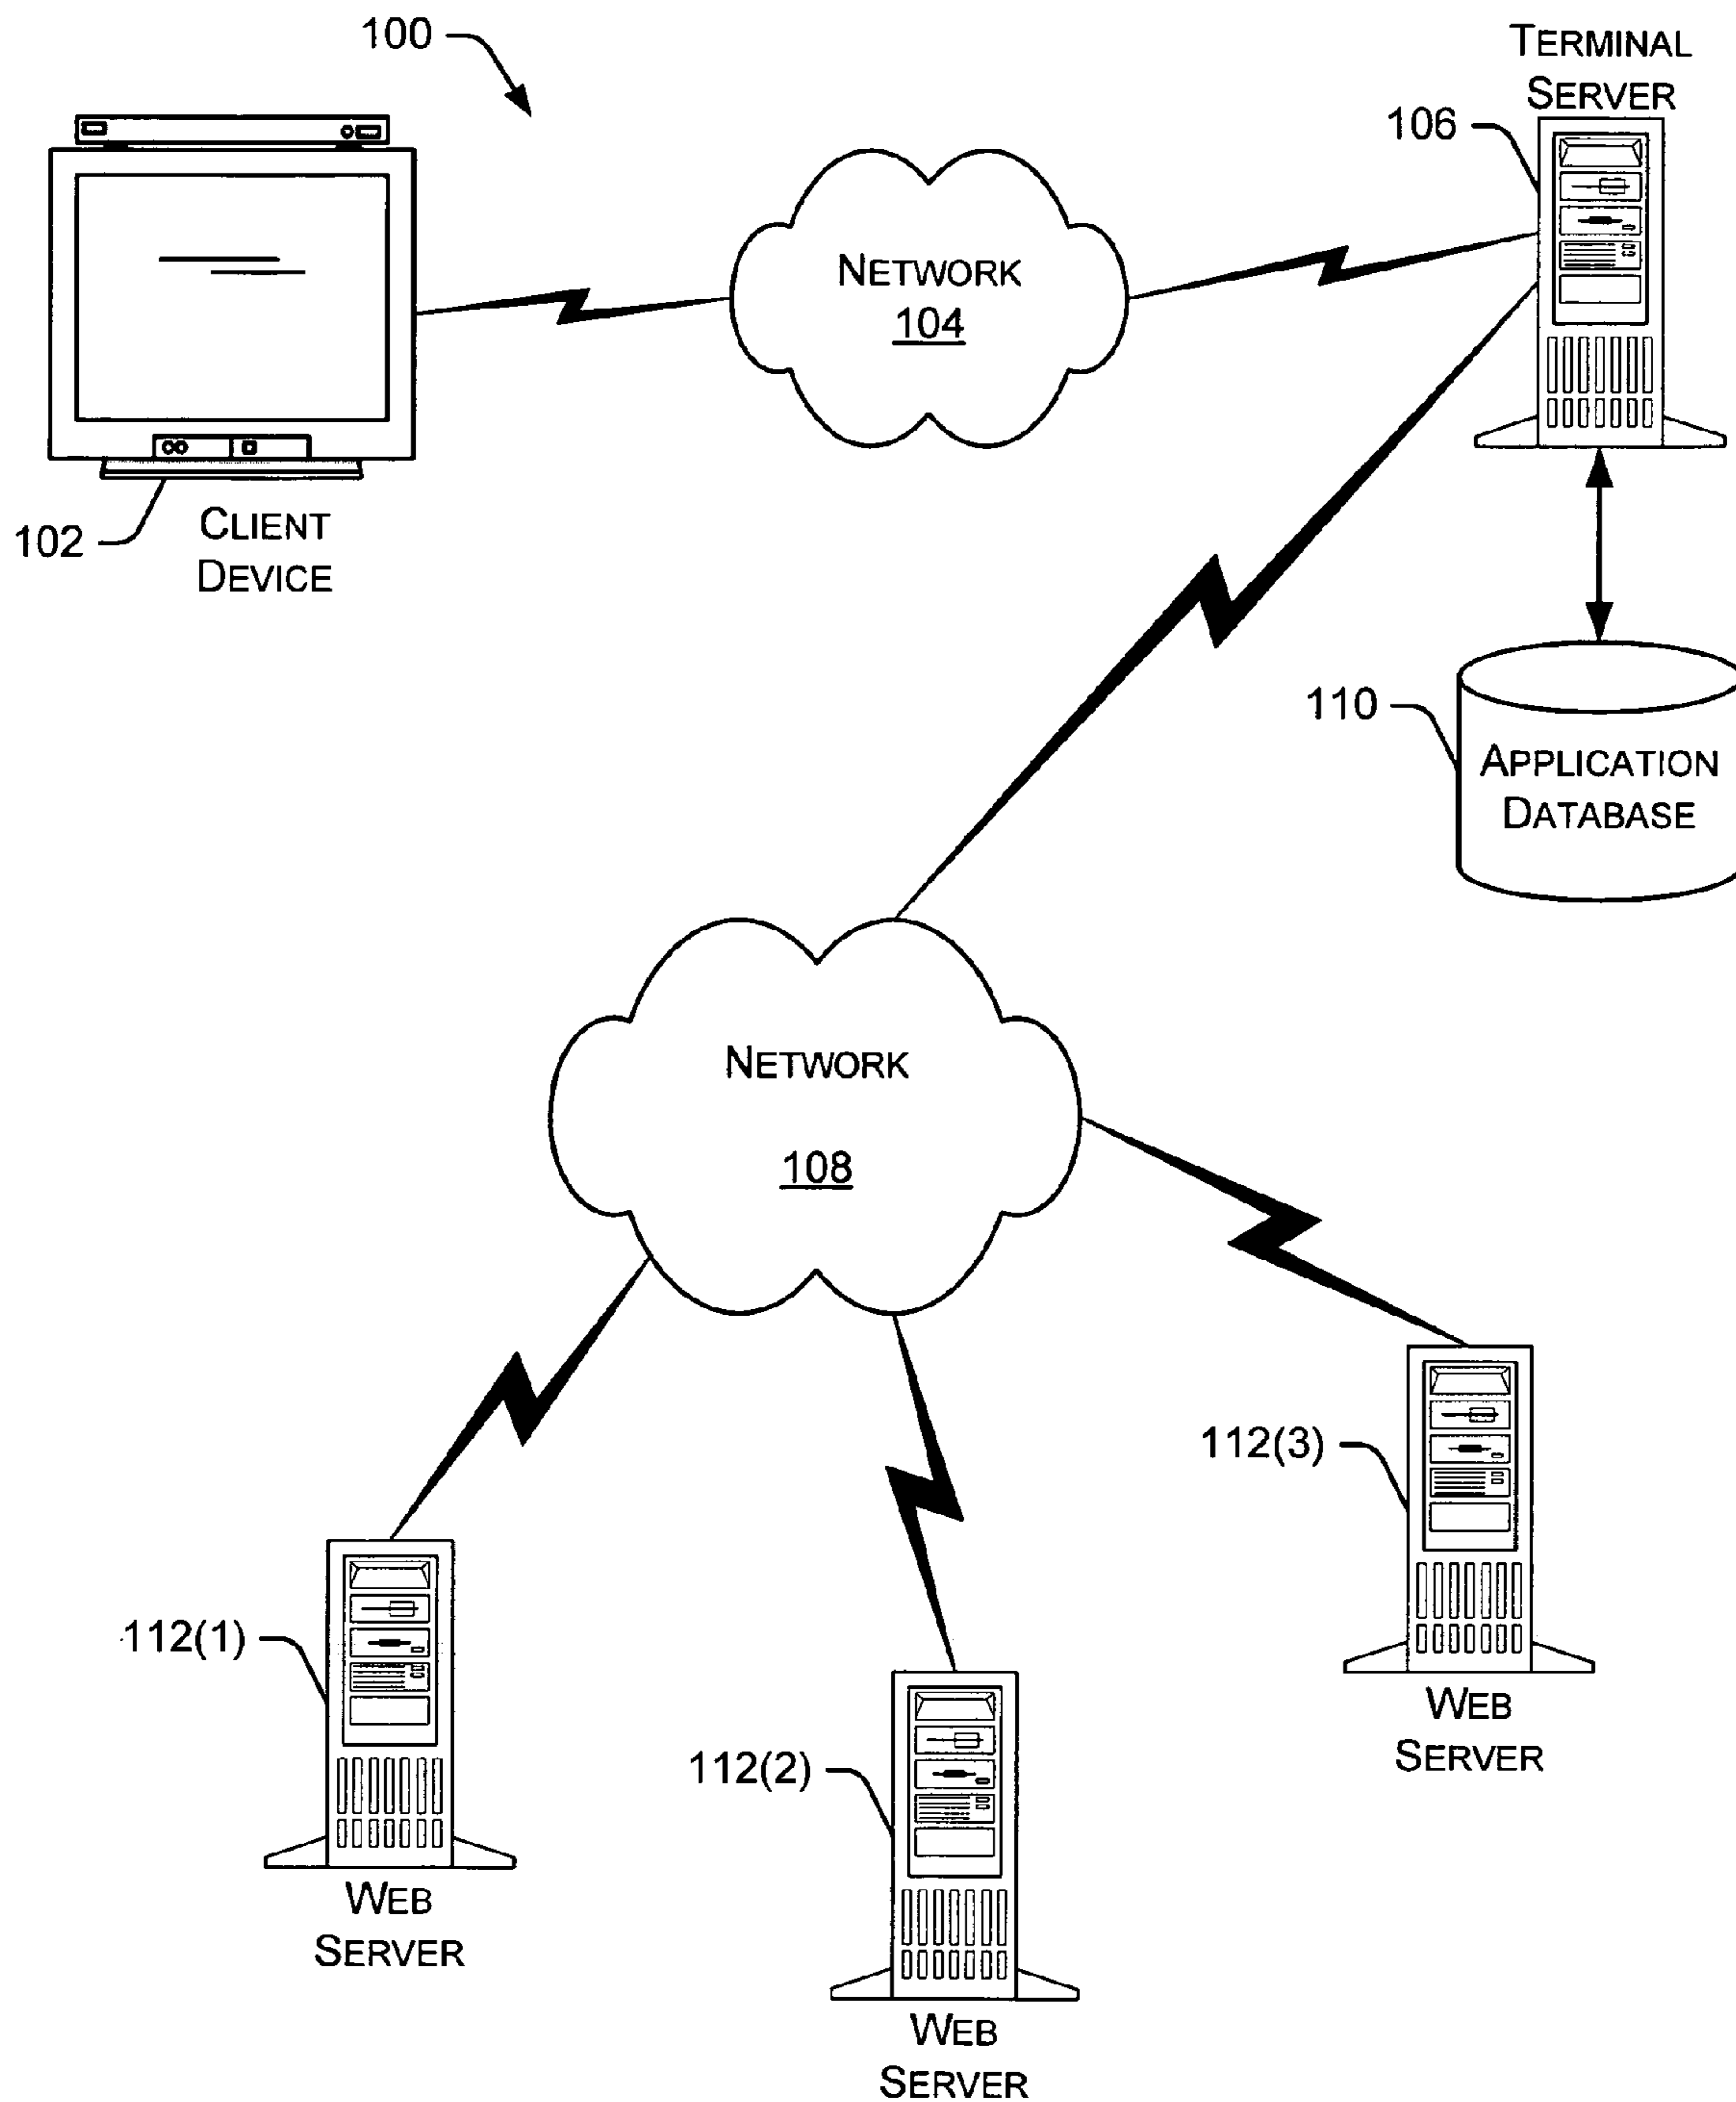 100
TERMINAL
SERVER
106
NETWORK
104
102
CLIENT
DEVICE
110
APPLICATION
DATABASE
NETWORK
108
112(3)
WEB
SERVER
112(1)
WEB
SERVER
112(2)
WEB
SERVER